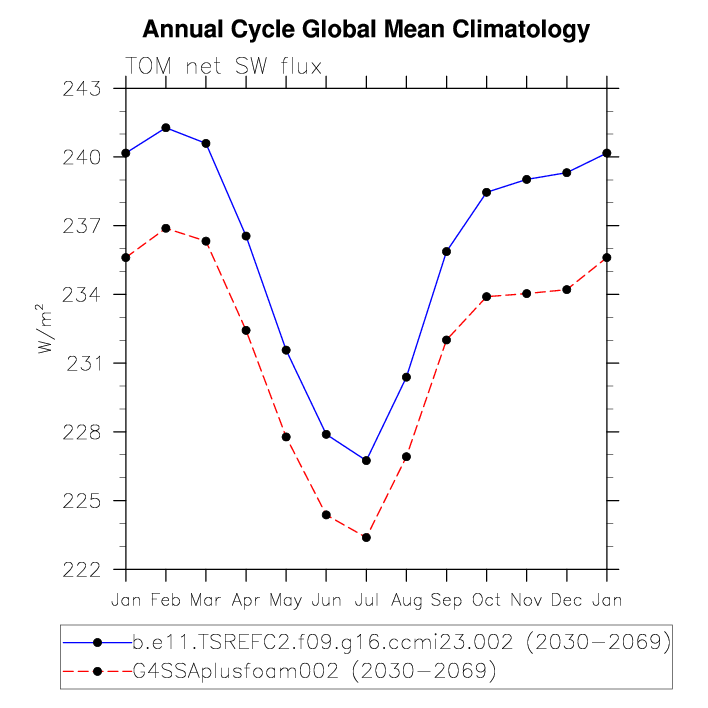 Annual Cycle Global Mean Climatology
TOM net SW flux
243
240
237
234
231
228
225
222
W/m²
Jan Feb Mar Apr May Jun Jul Aug Sep Oct Nov Dec Jan
b.e11.TSREFC2.f09.g16.ccmi23.002 (2030−2069)
G4SSAplusfoam002 (2030−2069)